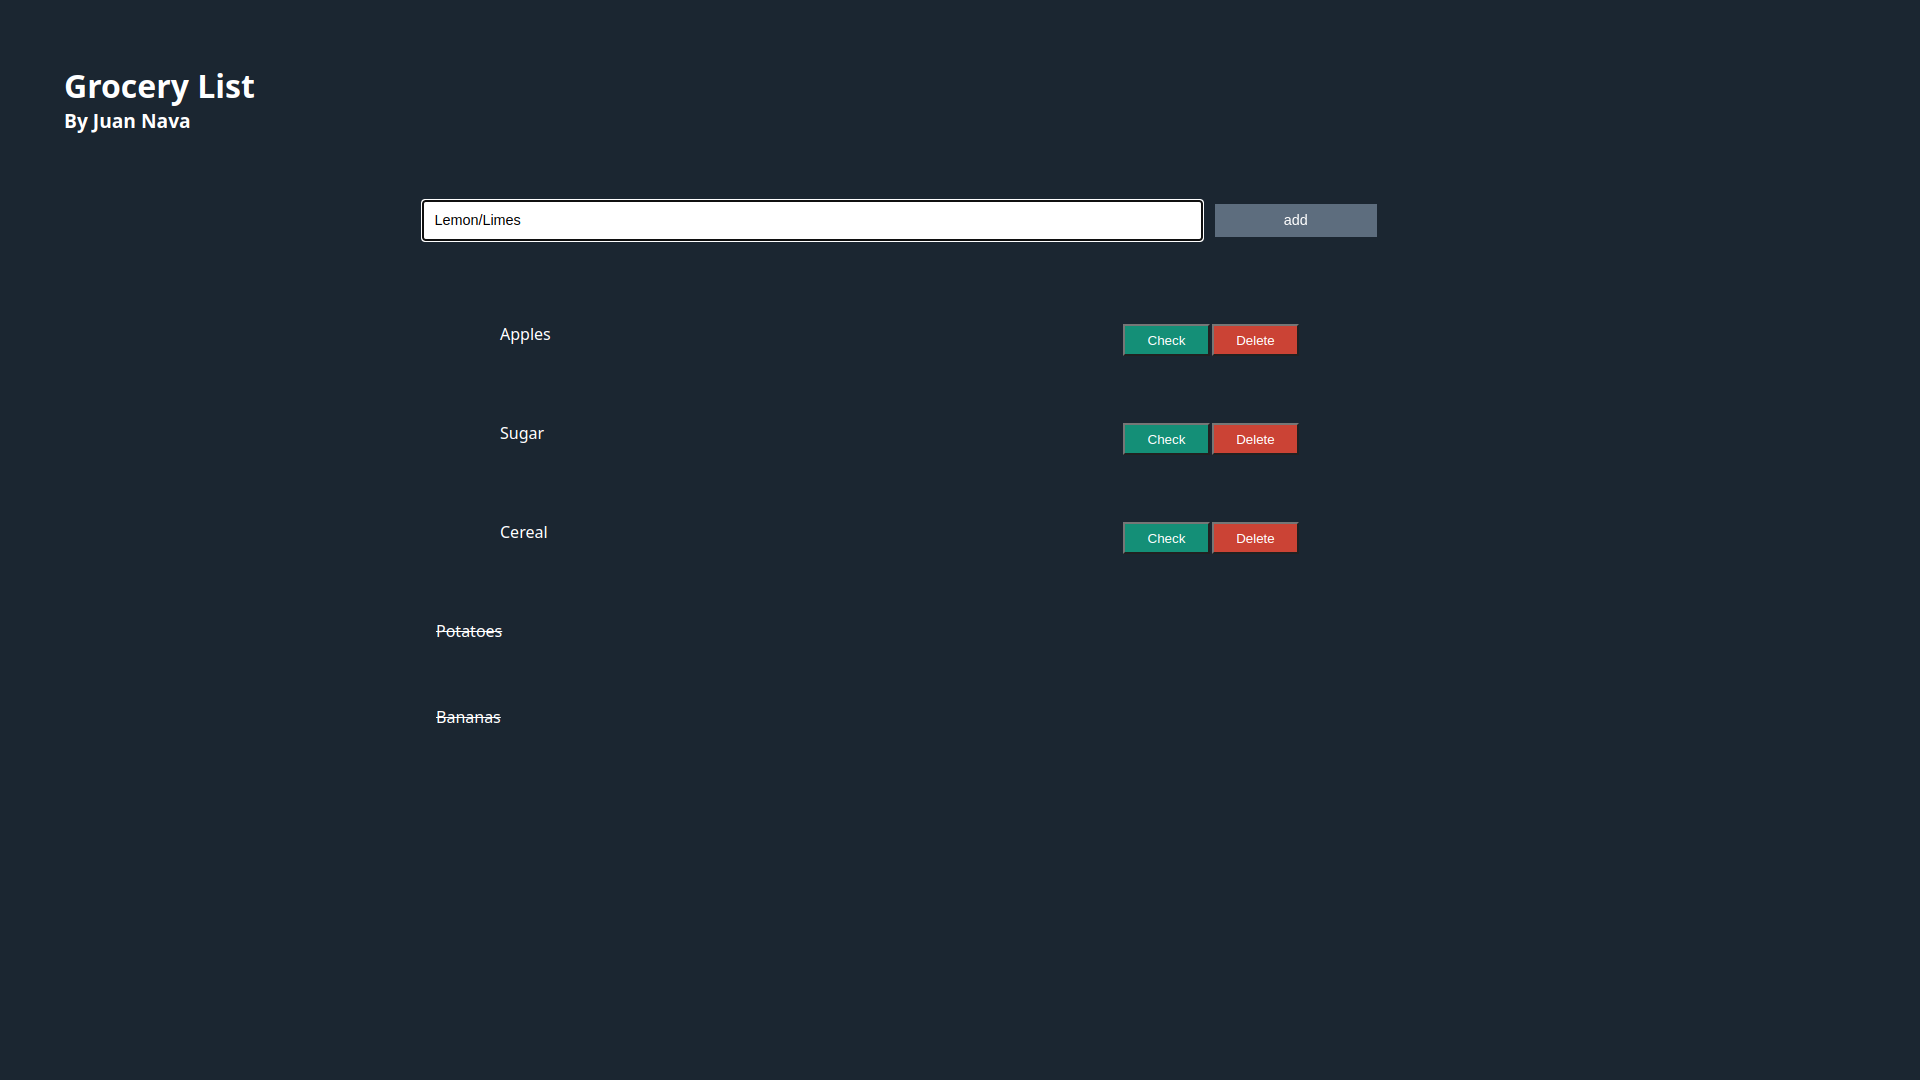 Grocery List
By Juan Nava
Lemon/Limes add
Apples Check Delete
Sugar Check Delete
Cereal Check Delete
Potatoes
Bananas